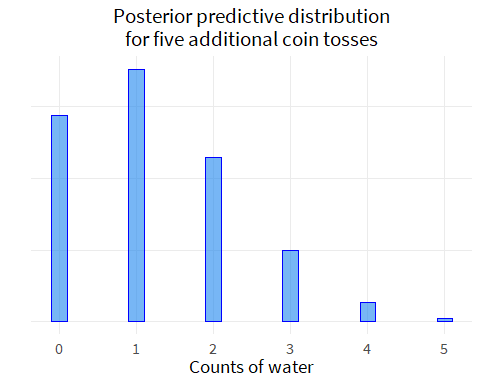 Posterior predictive distribution
for five additional coin tosses
0 1 2 3 4 5
Counts of water